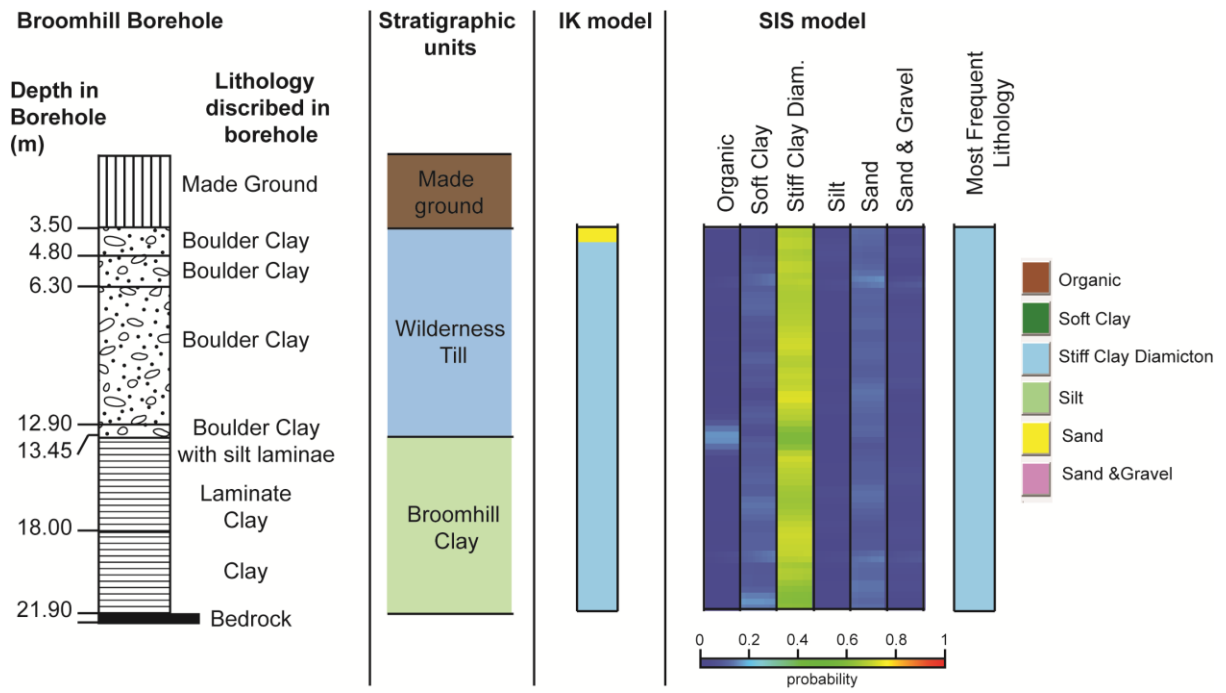 Broomhill Borehole
Stratigraphic
units
IK model
SIS model
Depth in
Borehole
(m)
Lithology
discribed in
borehole
3.50
4.80
6.30
12.90
13.45
18.00
21.90
Made Ground
Boulder Clay
Boulder Clay
Boulder Clay
Boulder Clay
with silt laminae
Laminate
Clay
Clay
Bedrock
Made
ground
Wilderness
Till
Broomhill
Clay
Organic
Soft Clay
Stiff Clay Diam.
Silt
Sand
Sand & Gravel
Most Frequent
Lithology
0 0.2 0.4 0.6 0.8 1
probability
Organic
Soft Clay
Stiff Clay Diamicton
Silt
Sand
Sand &Gravel